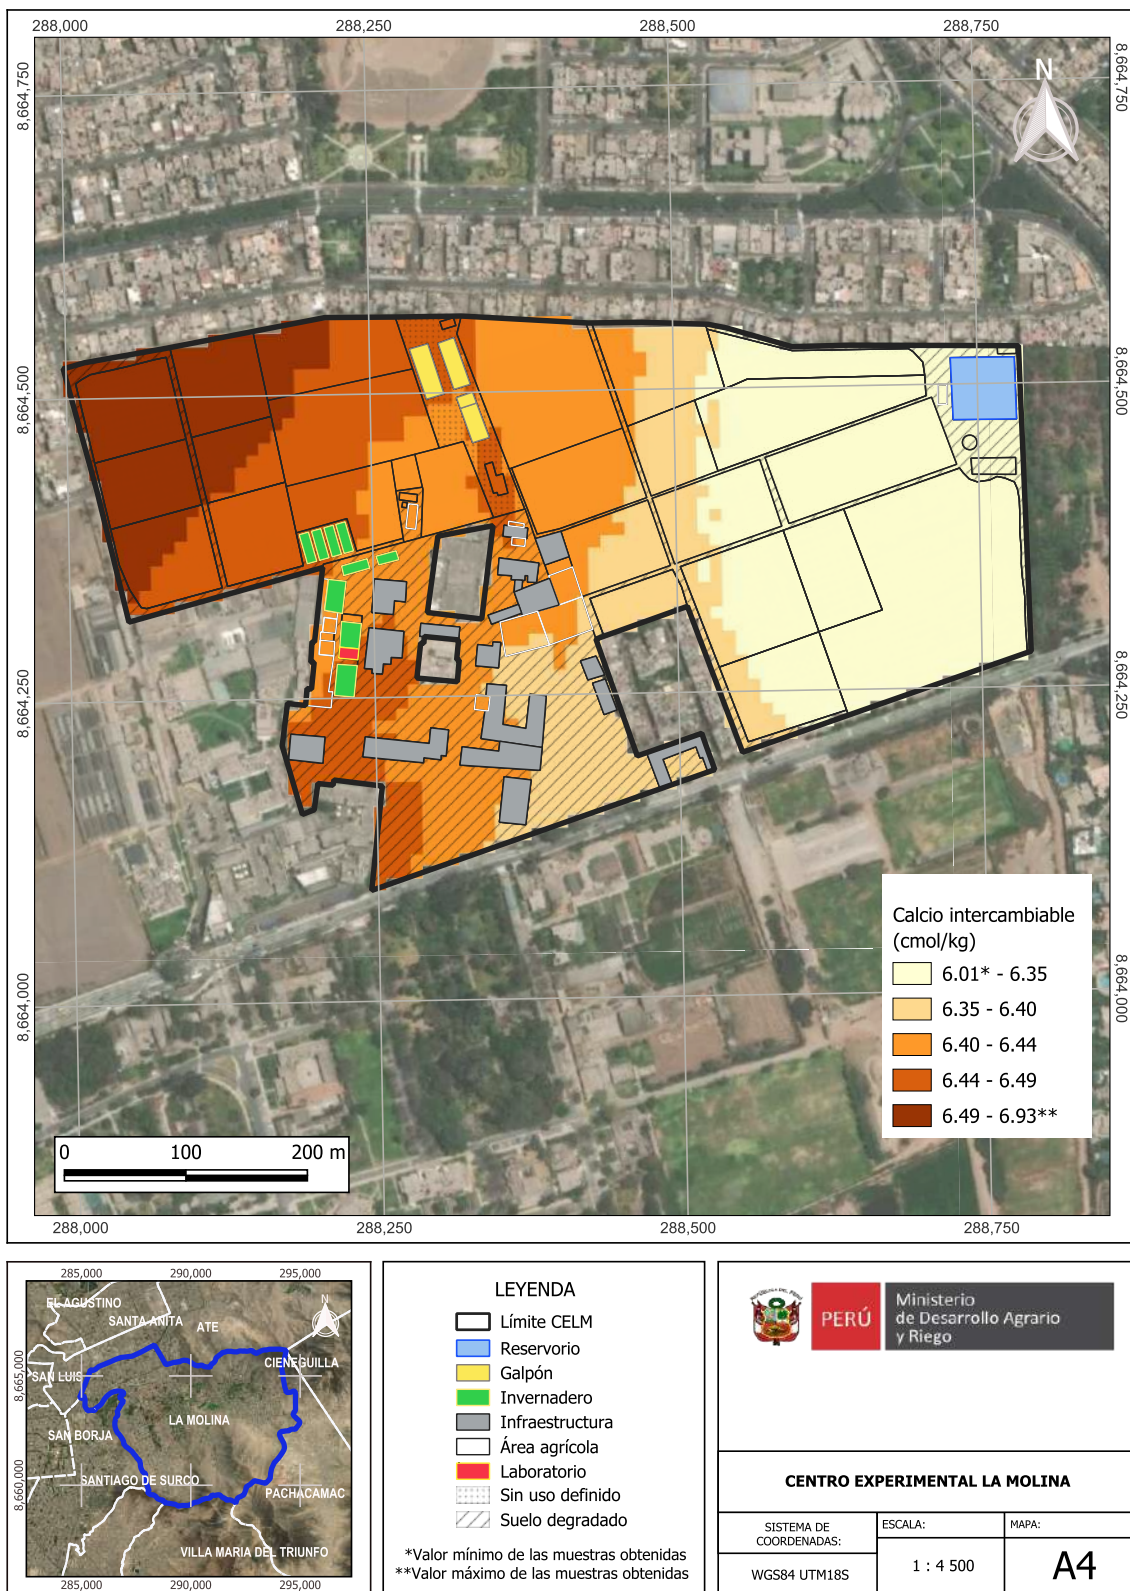 288,000
288,250
288,500
288,750
8,664,750
8,664,750
N
8,664,500
8,664,500
8,664,250
8,664,250
8,664,000
8,664,000
Calcio intercambiable
(cmol/kg)
6.01* - 6.35
6.35 - 6.40
6.40 - 6.44
6.44 - 6.49
6.49 - 6.93**
0 100 200 m
288,000
288,250
288,500
288,750
285,000
290,000
295,000
EL AGUSTINO
SANTA ANITA
ATE
N
CIENEGUILLA
SAN LUIS
8,665,000
LA MOLINA
SAN BORJA
SANTIAGO DE SURCO
PACHACAMAC
8,660,000
VILLA MARIA DEL TRIUNFO
285,000
290,000
295,000
LEYENDA
Límite CELM
Reservorio
Galpón
Invernadero
Infraestructura
Área agrícola
Laboratorio
Sin uso definido
Suelo degradado
*Valor mínimo de las muestras obtenidas
**Valor máximo de las muestras obtenidas
PERÚ
Ministerio
de Desarrollo Agrario
y Riego
CENTRO EXPERIMENTAL LA MOLINA
SISTEMA DE
COORDENADAS:
WGS84 UTM18S
ESCALA:
1 : 4 500
MAPA:
A4